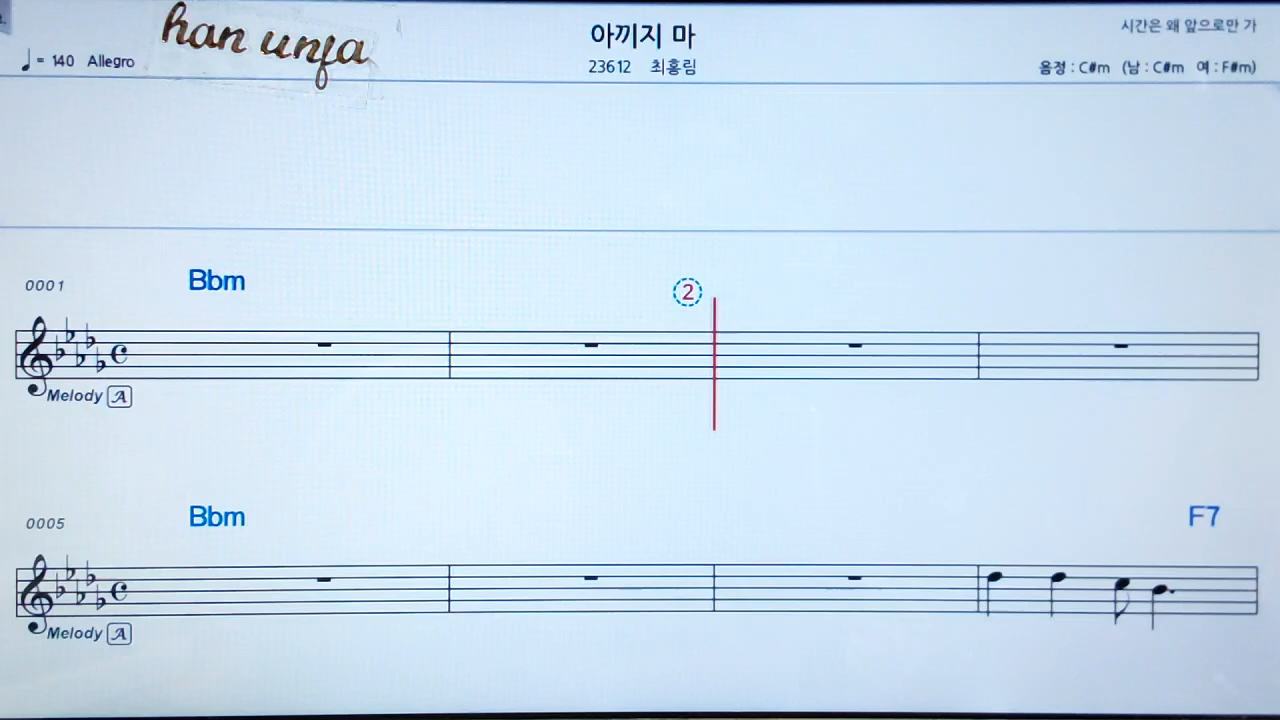 han unfa
아끼지 마
시간은 왜 앞으로만 가
♩ = 140 Allegro
23612 최홍림
음정 : C#m (남 : C#m 여 : F#m)
0001 Bbm
2
Melody A
0005 Bbm F7
Melody A